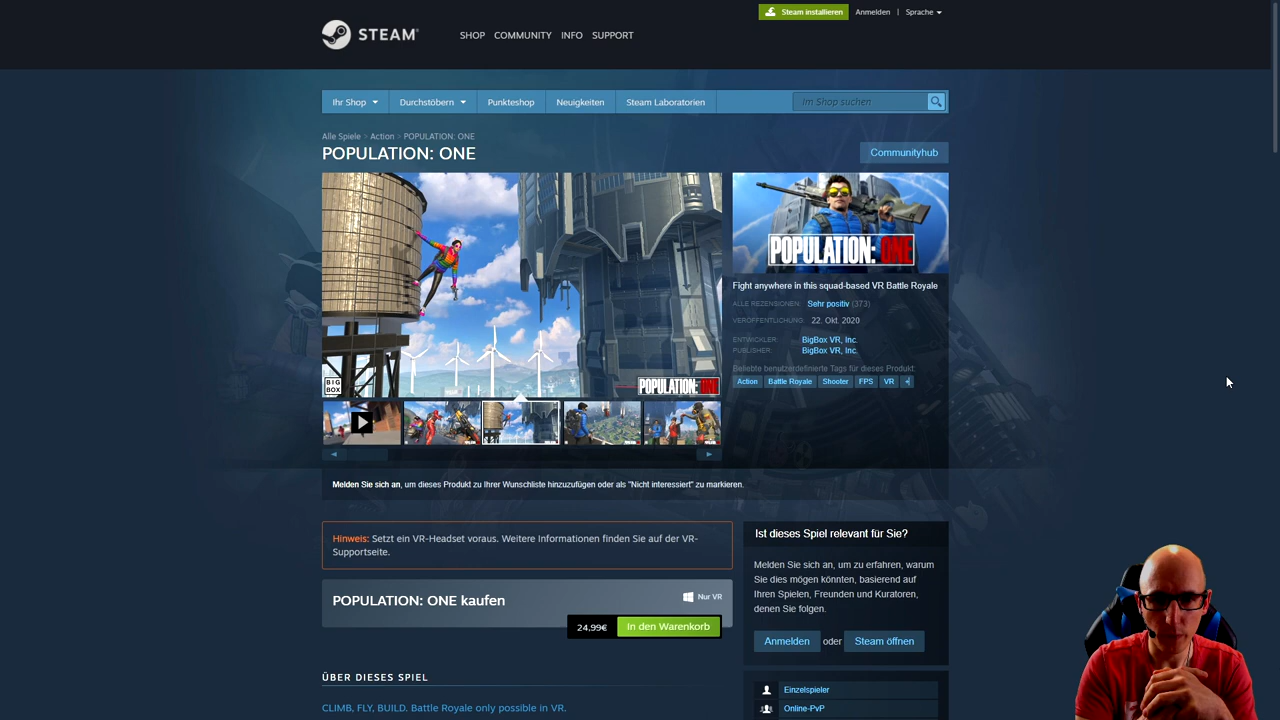 Steam installieren
Anmelden | Sprache
STEAM®
SHOP COMMUNITY INFO SUPPORT
Ihr Shop Durchstöbern Punkteshop Neuigkeiten Steam Laboratorien Im Shop suchen
Alle Spiele > Action > POPULATION: ONE
POPULATION: ONE
Communityhub
BIG BOX
POPULATION: ONE
POPULATION: ONE
Fight anywhere in this squad-based VR Battle Royale
ALLE REZENSIONEN: Sehr positiv (373)
VERÖFFENTLICHUNG: 22. Okt. 2020
ENTWICKLER: BigBox VR, Inc.
PUBLISHER: BigBox VR, Inc.
Beliebte benutzerdefinierte Tags für dieses Produkt:
Action Battle Royale Shooter FPS VR +
Melden Sie sich an, um dieses Produkt zu Ihrer Wunschliste hinzuzufügen oder als "Nicht interessiert" zu markieren.
Hinweis: Setzt ein VR-Headset voraus. Weitere Informationen finden Sie auf der VR-
Supportseite.
POPULATION: ONE kaufen
Nur VR
24,99€ In den Warenkorb
ÜBER DIESES SPIEL
CLIMB, FLY, BUILD. Battle Royale only possible in VR.
Ist dieses Spiel relevant für Sie?
Melden Sie sich an, um zu erfahren, warum
Sie dies mögen könnten, basierend auf
Ihren Spielen, Freunden und Kuratoren,
denen Sie folgen.
Anmelden oder Steam öffnen
Einzelspieler
Online-PvP